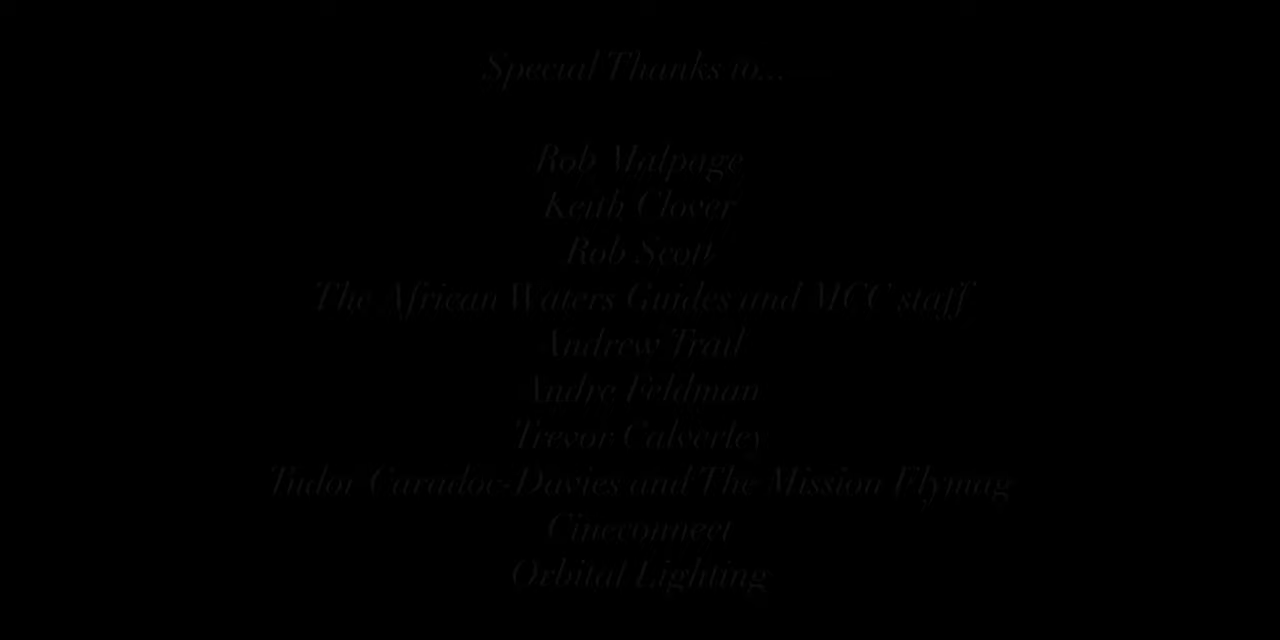 Special Thanks to...
Rob Malpage
Keith Clover
Rob Scott
The African Waters Guides and MCC staff
Andrew Trail
Andre Feldman
Trevor Calverley
Tudor Caradoc-Davies and The Mission Flymag
Cineconnect
Orbital Lighting